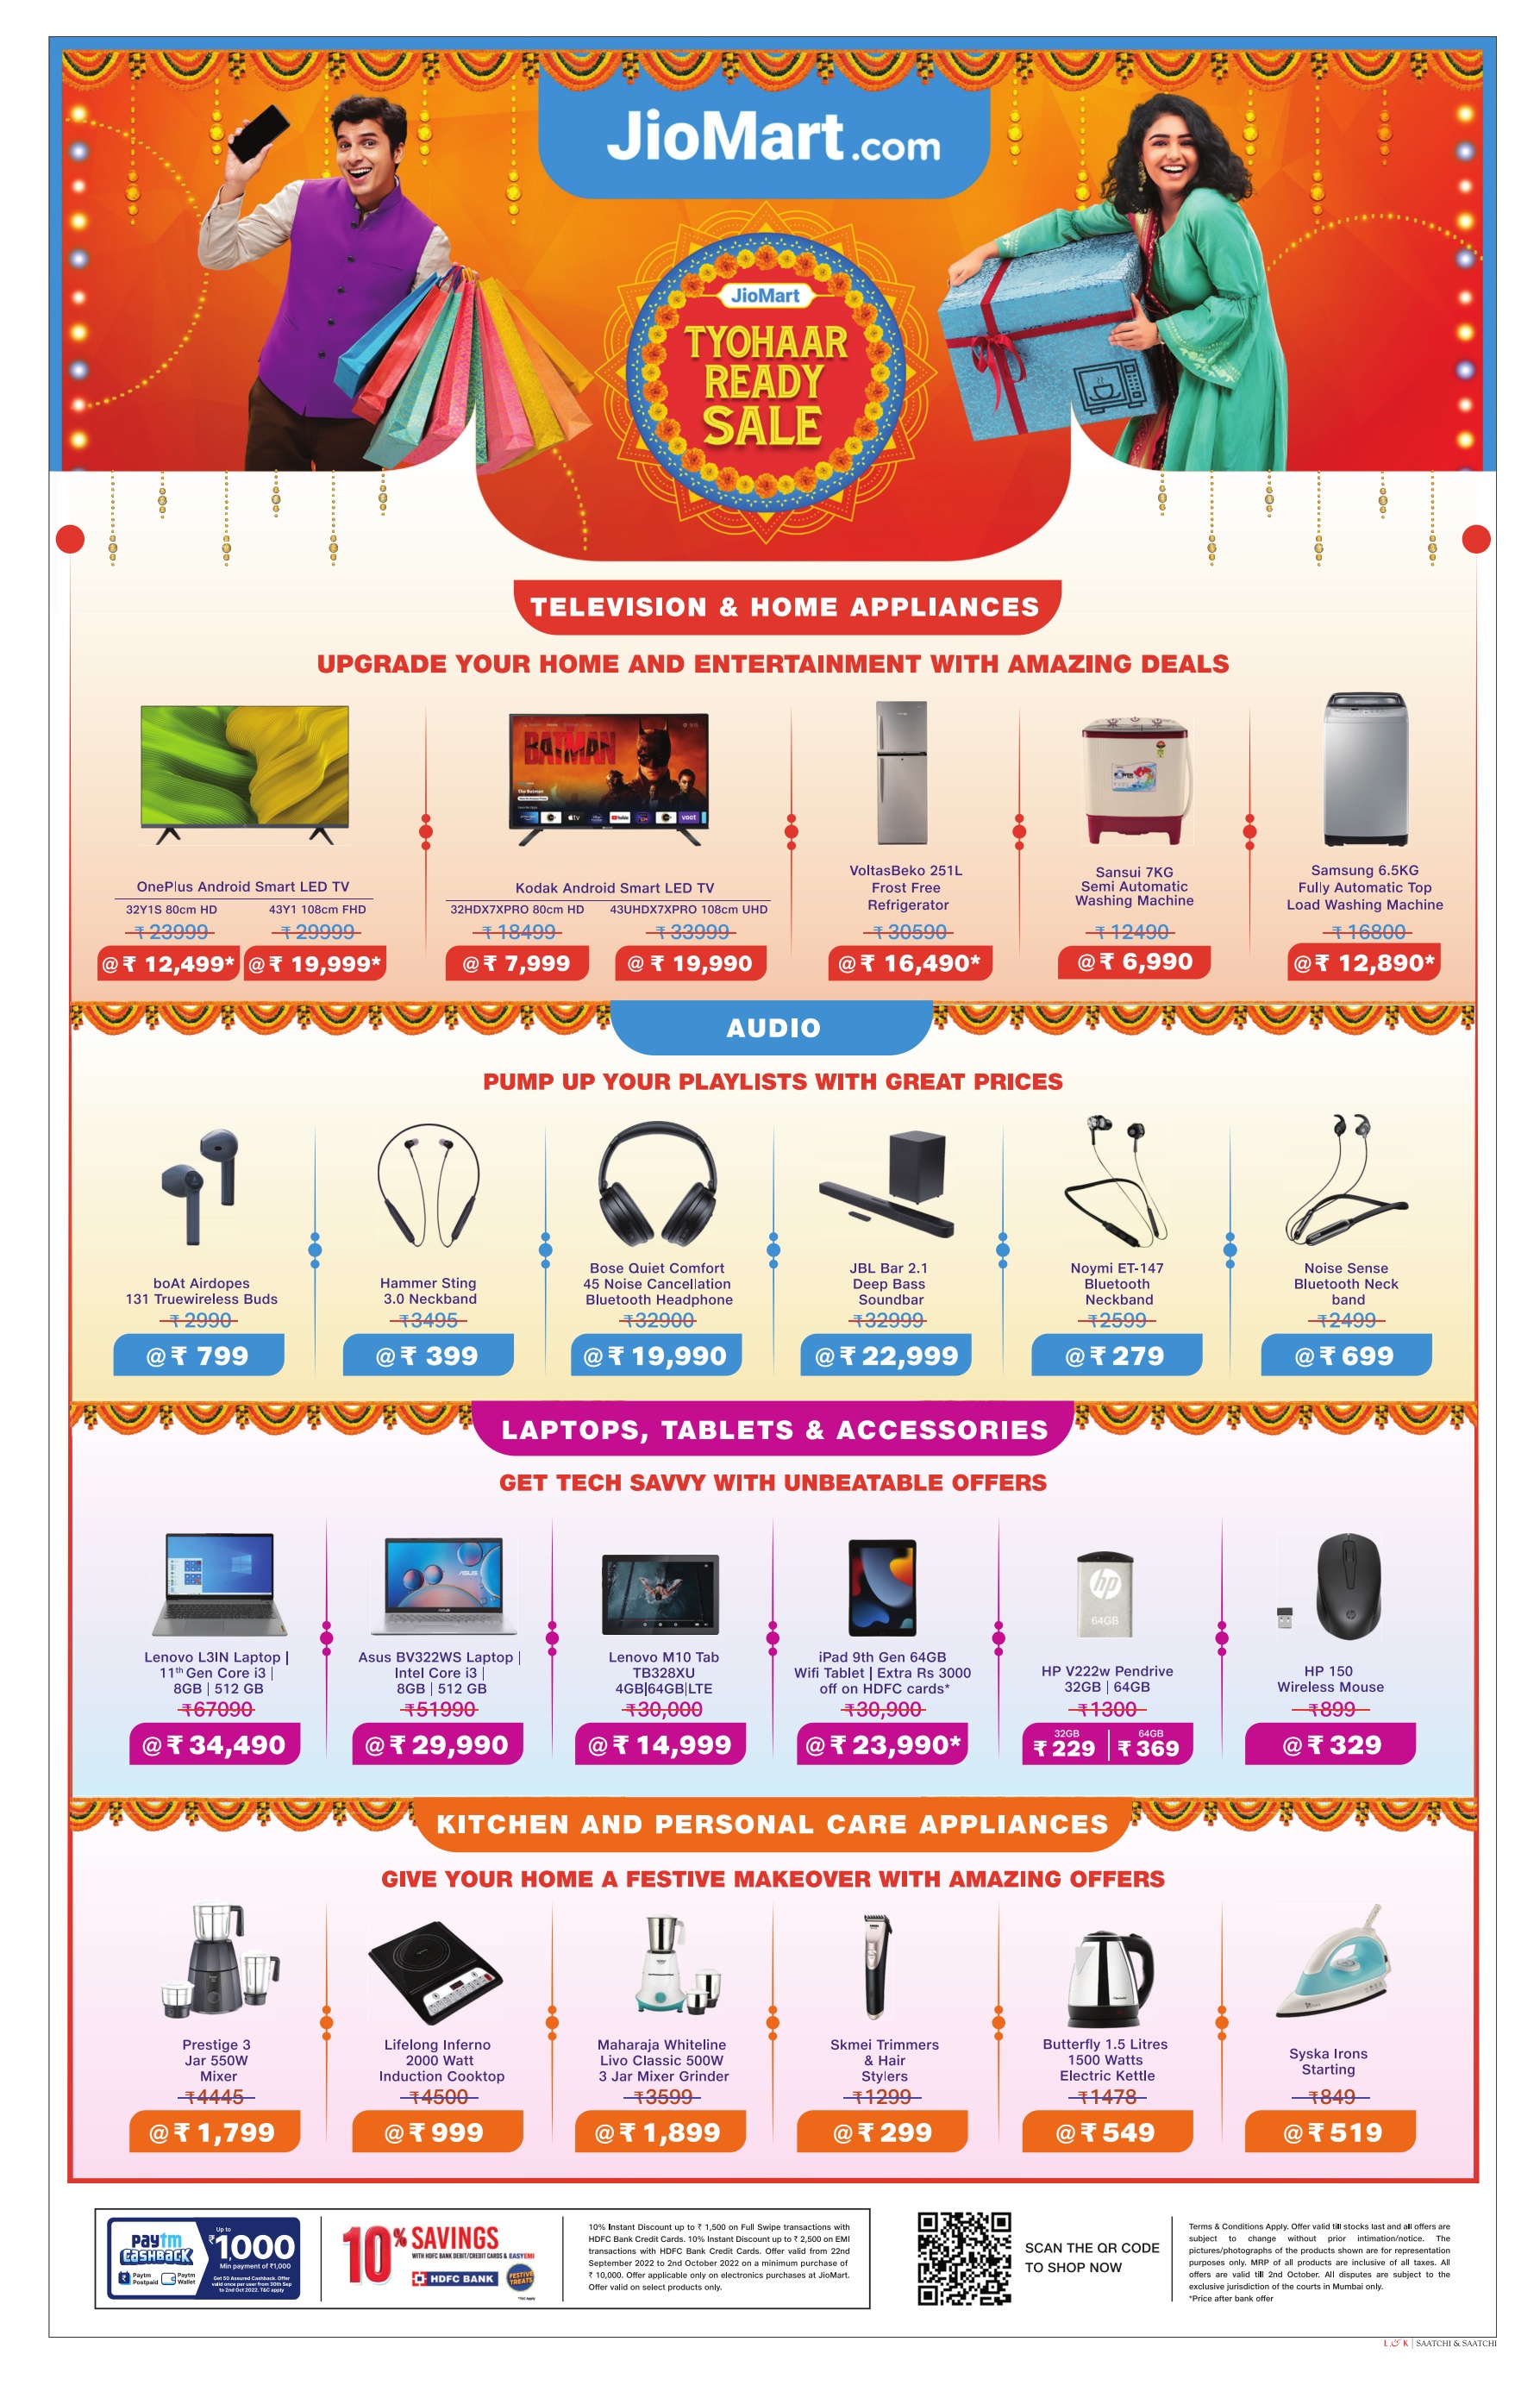 JioMart.com
JioMart
TYOHAAR
READY
SALE
TELEVISION & HOME APPLIANCES
UPGRADE YOUR HOME AND ENTERTAINMENT WITH AMAZING DEALS
BATMAN
The Batman
tv
voot
OnePlus Android Smart LED TV
32Y1S 80cm HD 43Y1 108cm FHD
₹ 23999 ₹ 29999
@ ₹ 12,499* @ ₹ 19,999*
Kodak Android Smart LED TV
32HDX7XPRO 80cm HD 43UHDX7XPRO 108cm UHD
₹ 18499 ₹ 33999
@ ₹ 7,999 @ ₹ 19,990
VoltasBeko 251L
Frost Free
Refrigerator
₹ 30590
@ ₹ 16,490*
Sansui 7KG
Semi Automatic
Washing Machine
₹ 12490
@ ₹ 6,990
Samsung 6.5KG
Fully Automatic Top
Load Washing Machine
₹ 16800
@ ₹ 12,890*
AUDIO
PUMP UP YOUR PLAYLISTS WITH GREAT PRICES
boAt Airdopes
131 Truewireless Buds
₹ 2990
@ ₹ 799
Hammer Sting
3.0 Neckband
₹3495
@ ₹ 399
Bose Quiet Comfort
45 Noise Cancellation
Bluetooth Headphone
₹32900
@ ₹ 19,990
JBL Bar 2.1
Deep Bass
Soundbar
₹32999
@ ₹ 22,999
Noymi ET-147
Bluetooth
Neckband
₹2599
@ ₹ 279
Noise Sense
Bluetooth Neck
band
₹2499
@ ₹ 699
LAPTOPS, TABLETS & ACCESSORIES
GET TECH SAVVY WITH UNBEATABLE OFFERS
Lenovo L3IN Laptop |
11th Gen Core i3 |
8GB | 512 GB
₹67090
@ ₹ 34,490
Asus BV322WS Laptop |
Intel Core i3 |
8GB | 512 GB
₹51990
@ ₹ 29,990
Lenovo M10 Tab
TB328XU
4GB|64GB|LTE
₹30,000
@ ₹ 14,999
iPad 9th Gen 64GB
Wifi Tablet | Extra Rs 3000
off on HDFC cards*
₹30,900
@ ₹ 23,990*
hp
64GB
HP V222w Pendrive
32GB | 64GB
₹1300
32GB 64GB
₹ 229 | ₹ 369
HP 150
Wireless Mouse
₹899
@ ₹ 329
KITCHEN AND PERSONAL CARE APPLIANCES
GIVE YOUR HOME A FESTIVE MAKEOVER WITH AMAZING OFFERS
Prestige 3
Jar 550W
Mixer
₹4445
@ ₹ 1,799
Lifelong Inferno
2000 Watt
Induction Cooktop
₹4500
@ ₹ 999
Maharaja Whiteline
Livo Classic 500W
3 Jar Mixer Grinder
₹3599
@ ₹ 1,899
Skmei Trimmers
& Hair
Stylers
₹1299
@ ₹ 299
Butterfly 1.5 Litres
1500 Watts
Electric Kettle
₹1478
@ ₹ 549
Syska Irons
Starting
₹849
@ ₹ 519
paytm
CASHBACK
Paytm
Postpaid
Paytm
Wallet
Up to
₹1000
Min payment of ₹1,000
Get 50 Assured Cashback. Offer
valid once per user from 20th Sep
to 2nd Oct 2022. T&C apply
10% SAVINGS
WITH HDFC BANK DEBIT/CREDIT CARDS & EASYEMI
HDFC BANK
FESTIVE
TREATS
*T&C Apply
10% Instant Discount up to ₹ 1,500 on Full Swipe transactions with
HDFC Bank Credit Cards. 10% Instant Discount up to ₹ 2,500 on EMI
transactions with HDFC Bank Credit Cards. Offer valid from 22nd
September 2022 to 2nd October 2022 on a minimum purchase of
₹ 10,000. Offer applicable only on electronics purchases at JioMart.
Offer valid on select products only.
SCAN THE QR CODE
TO SHOP NOW
Terms & Conditions Apply. Offer valid till stocks last and all offers are
subject to change without prior intimation/notice. The
pictures/photographs of the products shown are for representation
purposes only. MRP of all products are inclusive of all taxes. All
offers are valid till 2nd October. All disputes are subject to the
exclusive jurisdiction of the courts in Mumbai only.
*Price after bank offer
L & K | SAATCHI & SAATCHI